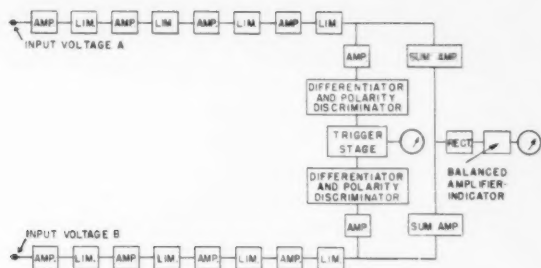 AMP. LIM. AMP. LIM. AMP. LIM. AMP. LIM.
INPUT VOLTAGE A
AMP. SUM AMP.
DIFFERENTIATOR
AND POLARITY
DISCRIMINATOR
TRIGGER
STAGE
RECT.
DIFFERENTIATOR
AND POLARITY
DISCRIMINATOR
BALANCED
AMPLIFIER-
INDICATOR
AMP. SUM AMP.
INPUT VOLTAGE B
AMP. LIM. AMP. LIM. AMP. LIM. AMP. LIM.